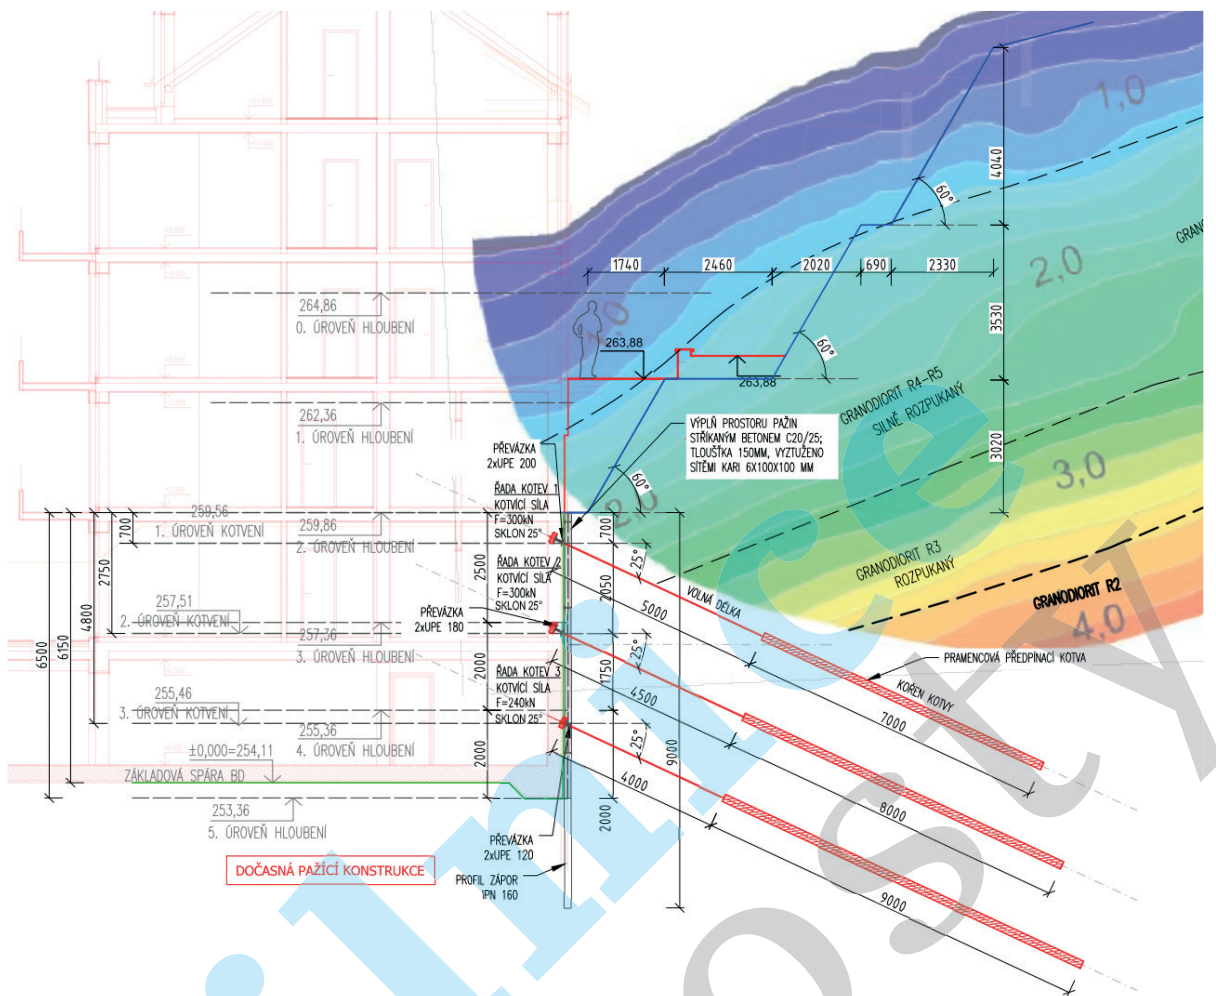 1,0
4040
60°
GRANO
2,0
1740
2460
2020
690
2330
3530
264,86
0. ÚROVEŇ HLOUBENÍ
263,88
263,88
60°
262,36
1. ÚROVEŇ HLOUBENÍ
GRANODIORIT R4-R5
SILNĚ ROZPUKANÝ
VÝPLŇ PROSTORU PAŽIN
STŘÍKANÝM BETONEM C20/25;
TLOUŠŤKA 150MM, VYZTUŽENO
SÍTĚMI KARI 6X100X100 MM
3020
3,0
PŘEVÁZKA
2xUPE 200
60°
2,0
ŘADA KOTEV 1
KOTVÍCÍ SÍLA
F=300kN
SKLON 25°
259,56
1. ÚROVEŇ KOTVENÍ
259,86
2. ÚROVEŇ HLOUBENÍ
700
700
2750
4800
6150
6500
2500
2050
25°
GRANODIORIT R3
ROZPUKANÝ
GRANODIORIT R2
4,0
ŘADA KOTEV 2
KOTVÍCÍ SÍLA
F=300kN
SKLON 25°
VOLNÁ DÉLKA
5000
257,51
2. ÚROVEŇ KOTVENÍ
PŘEVÁZKA
2xUPE 180
257,36
3. ÚROVEŇ HLOUBENÍ
25°
2000
1750
PRAMENCOVÁ PŘEDPÍNACÍ KOTVA
KOŘEN KOTVY
7000
ŘADA KOTEV 3
KOTVÍCÍ SÍLA
F=240kN
SKLON 25°
4500
255,46
3. ÚROVEŇ KOTVENÍ
255,36
4. ÚROVEŇ HLOUBENÍ
25°
±0,000=254,11
ZÁKLADOVÁ SPÁRA BD
2000
4000
9000
8000
253,36
5. ÚROVEŇ HLOUBENÍ
2000
PŘEVÁZKA
2xUPE 120
DOČASNÁ PAŽÍCÍ KONSTRUKCE
PROFIL ZÁPOR
IPN 160
9000